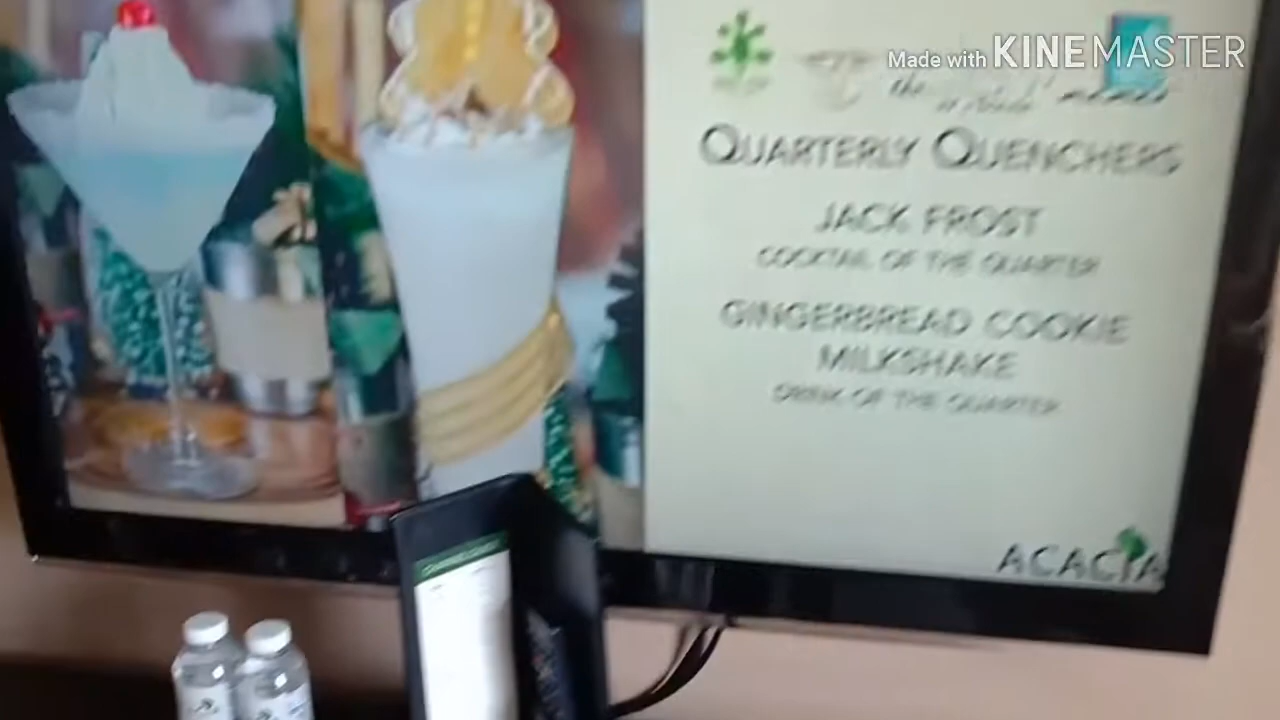 Made with KINEMASTER
the
QUARTERLY QUENCHERS
JACK FROST
COCKTAIL OF THE QUARTER
GINGERBREAD COOKIE
MILKSHAKE
DRINK OF THE QUARTER
ACACIA